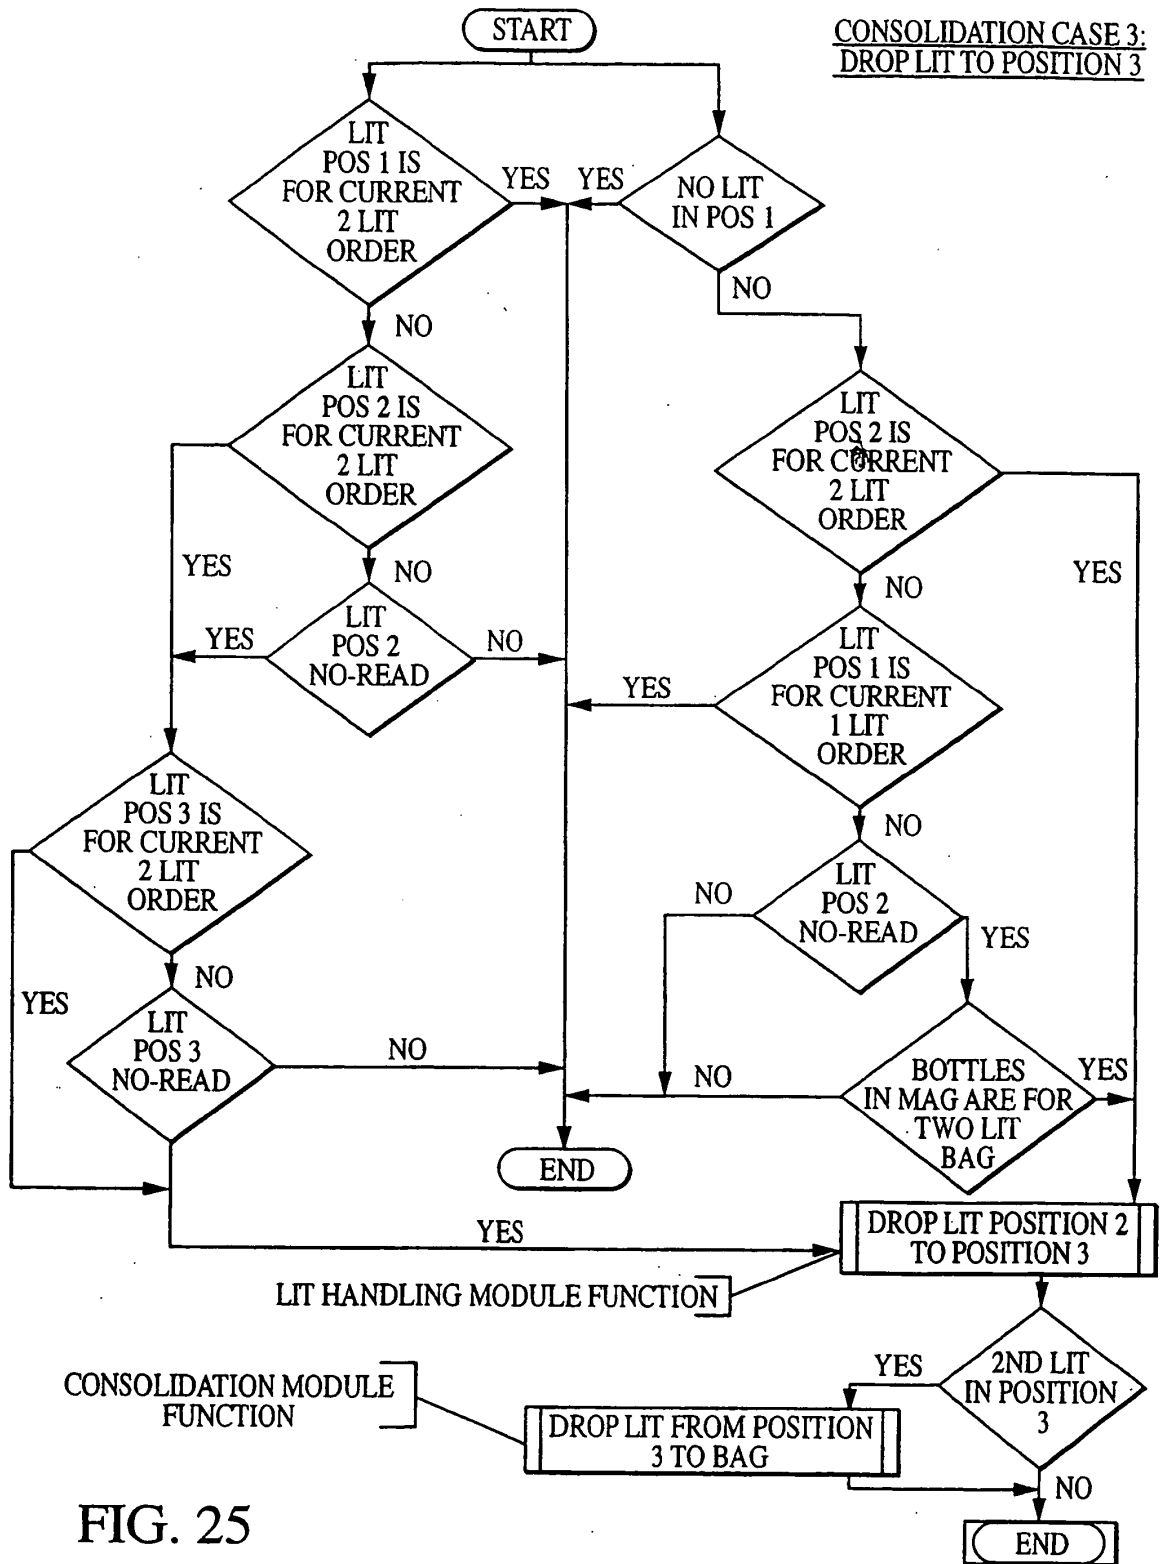 START
CONSOLIDATION CASE 3:
DROP LIT TO POSITION 3
LIT
POS 1 IS
FOR CURRENT
2 LIT
ORDER
YES
YES
NO LIT
IN POS 1
NO
NO
LIT
POS 2 IS
FOR CURRENT
2 LIT
ORDER
LIT
POS 2 IS
FOR CURRENT
2 LIT
ORDER
YES
NO
YES
NO
LIT
POS 2
NO-READ
YES
NO
LIT
POS 1 IS
FOR CURRENT
1 LIT
ORDER
YES
NO
LIT
POS 3 IS
FOR CURRENT
2 LIT
ORDER
LIT
POS 2
NO-READ
NO
YES
YES
NO
LIT
POS 3
NO-READ
NO
NO
BOTTLES
IN MAG ARE FOR
TWO LIT
BAG
YES
END
YES
DROP LIT POSITION 2
TO POSITION 3
LIT HANDLING MODULE FUNCTION
2ND LIT
IN POSITION
3
YES
CONSOLIDATION MODULE
FUNCTION
DROP LIT FROM POSITION
3 TO BAG
NO
END
FIG. 25